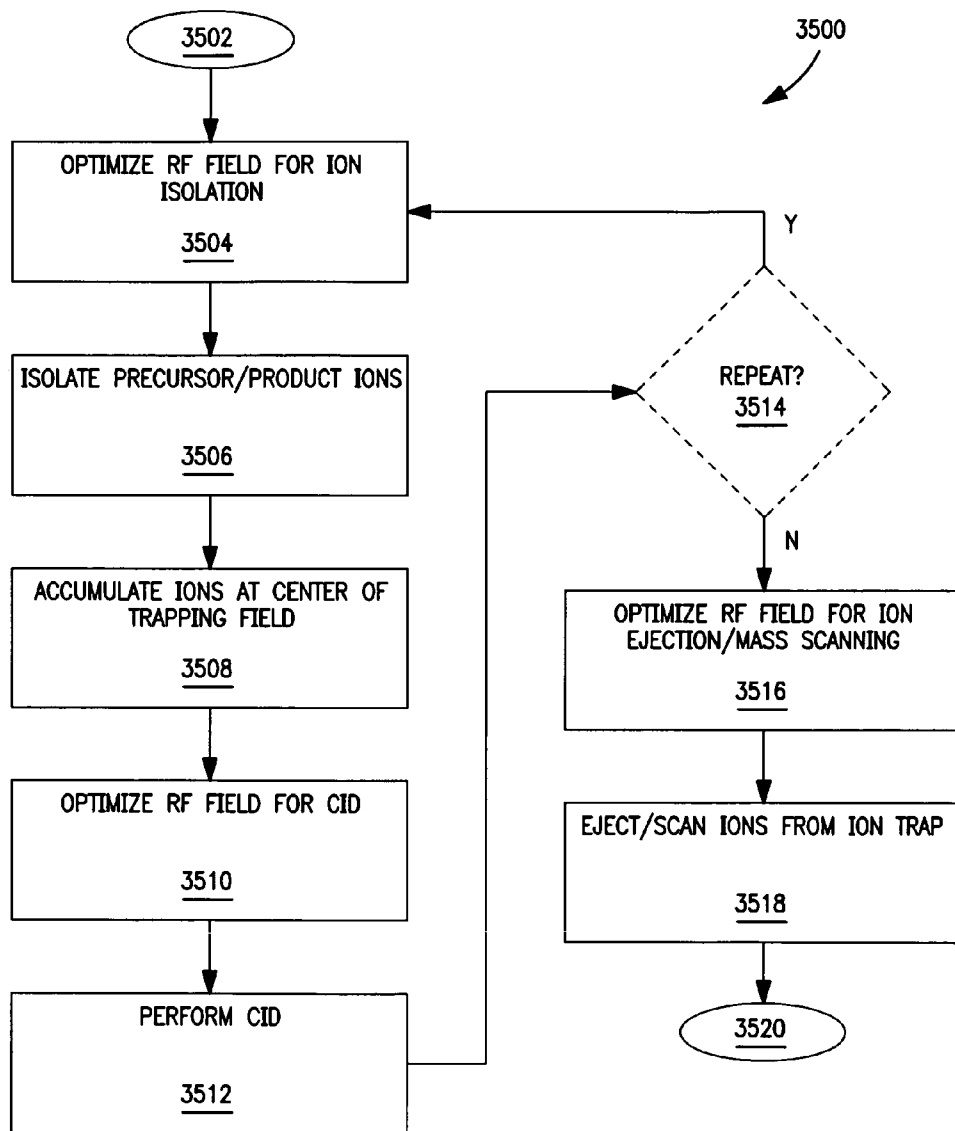 3502
3500
OPTIMIZE RF FIELD FOR ION
ISOLATION
3504
ISOLATE PRECURSOR/PRODUCT IONS
3506
ACCUMULATE IONS AT CENTER OF
TRAPPING FIELD
3508
OPTIMIZE RF FIELD FOR CID
3510
PERFORM CID
3512
Y
REPEAT?
3514
N
OPTIMIZE RF FIELD FOR ION
EJECTION/MASS SCANNING
3516
EJECT/SCAN IONS FROM ION TRAP
3518
3520